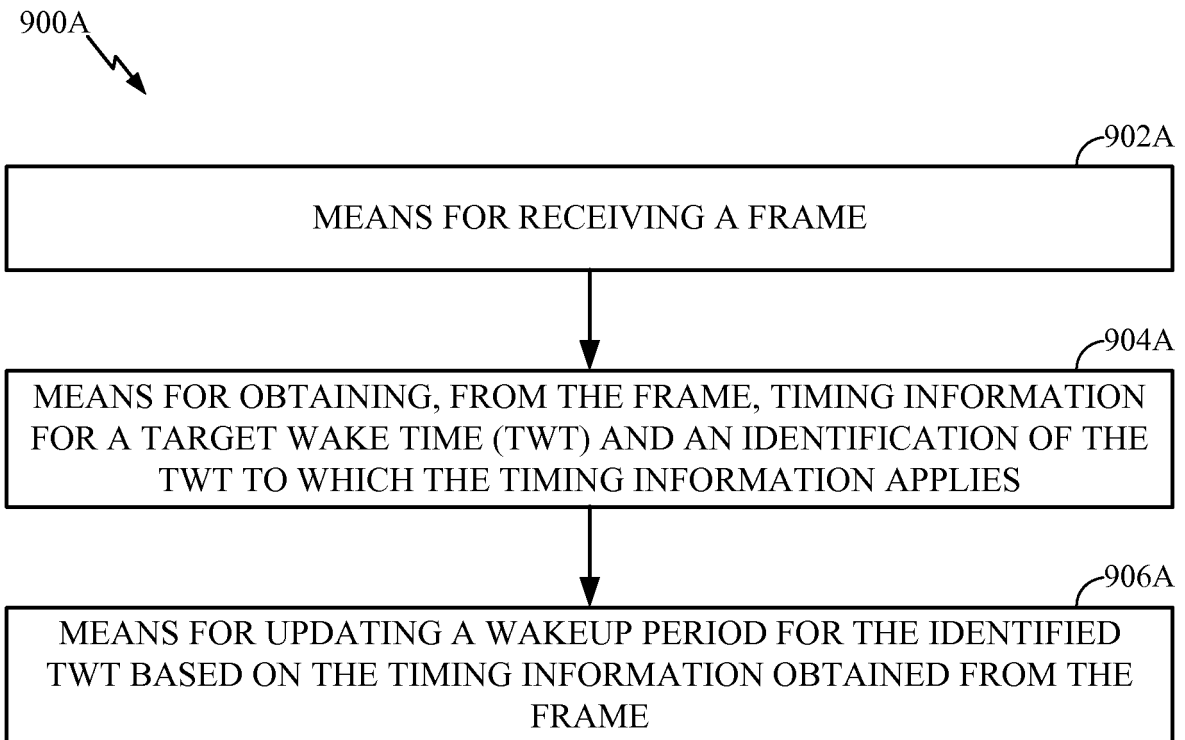 900A
902A
MEANS FOR RECEIVING A FRAME
904A
MEANS FOR OBTAINING, FROM THE FRAME, TIMING INFORMATION
FOR A TARGET WAKE TIME (TWT) AND AN IDENTIFICATION OF THE
TWT TO WHICH THE TIMING INFORMATION APPLIES
906A
MEANS FOR UPDATING A WAKEUP PERIOD FOR THE IDENTIFIED
TWT BASED ON THE TIMING INFORMATION OBTAINED FROM THE
FRAME